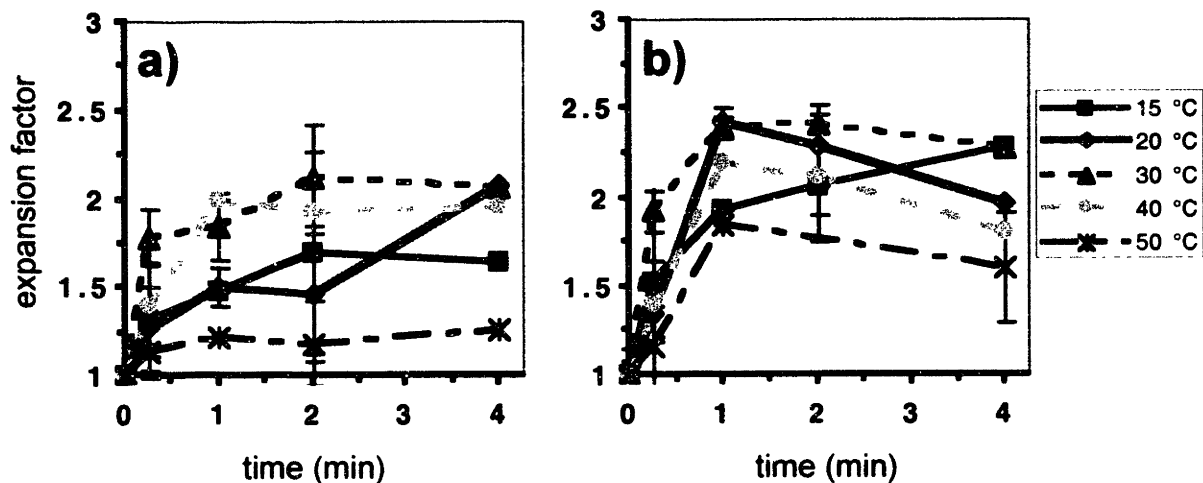 a)
expansion factor
3
2.5
2
1.5
1
0 1 2 3 4
time (min)
b)
3
2.5
2
1.5
1
0 1 2 3 4
time (min)
15 °C
20 °C
30 °C
40 °C
50 °C